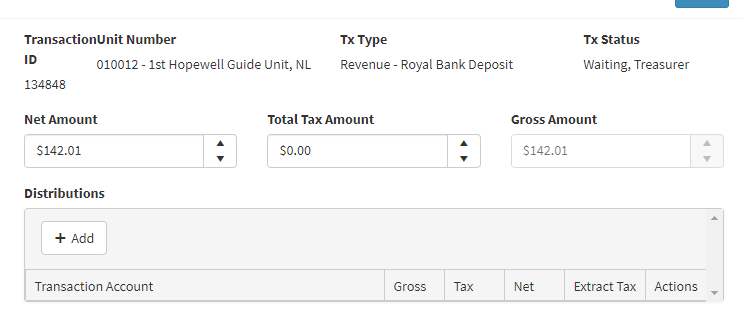 TransactionUnit Number Tx Type Tx Status
ID 010012 - 1st Hopewell Guide Unit, NL Revenue - Royal Bank Deposit Waiting, Treasurer
134848
Net Amount Total Tax Amount Gross Amount
$142.01 $0.00 $142.01
Distributions
+ Add
Transaction Account Gross Tax Net Extract Tax Actions